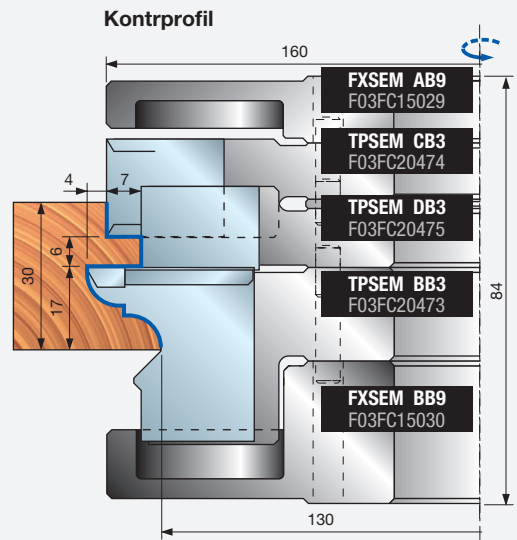 Kontrprofil
160
FXSEM AB9
F03FC15029
TPSEM CB3
F03FC20474
4
7
TPSEM DB3
F03FC20475
30
6
17
TPSEM BB3
F03FC20473
84
FXSEM BB9
F03FC15030
130